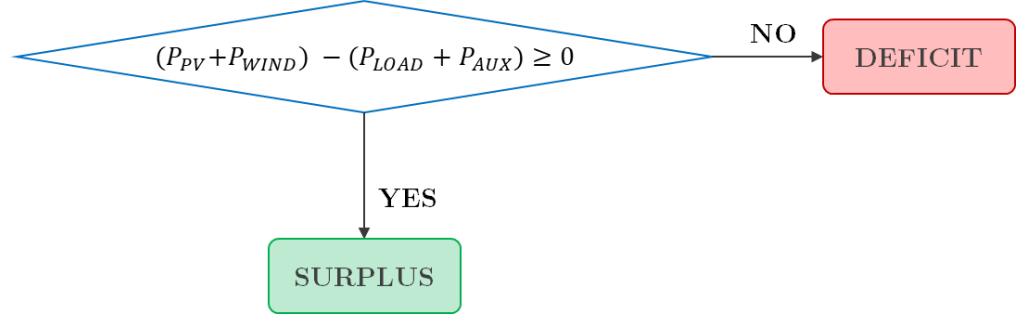 (P_PV+P_WIND) − (P_LOAD + P_AUX) ≥ 0
NO
DEFICIT
YES
SURPLUS